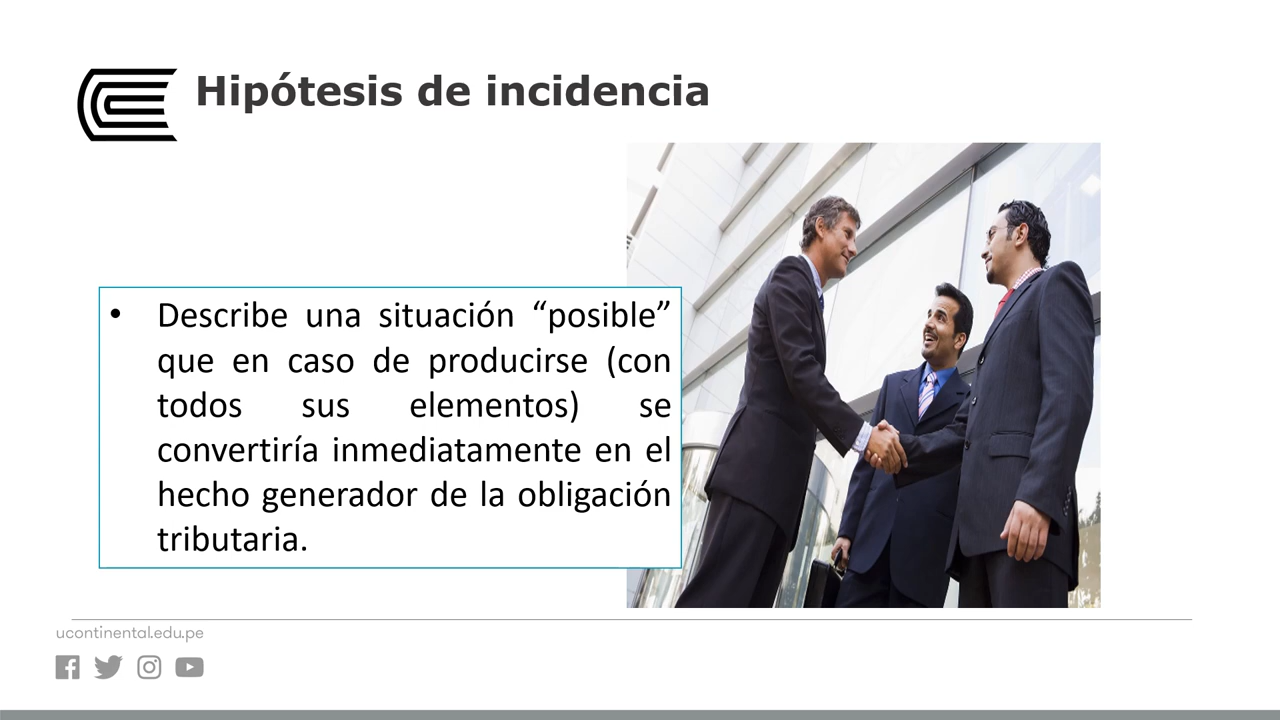 Hipótesis de incidencia
• Describe una situación “posible”
que en caso de producirse (con
todos sus elementos) se
convertiría inmediatamente en el
hecho generador de la obligación
tributaria.
ucontinental.edu.pe